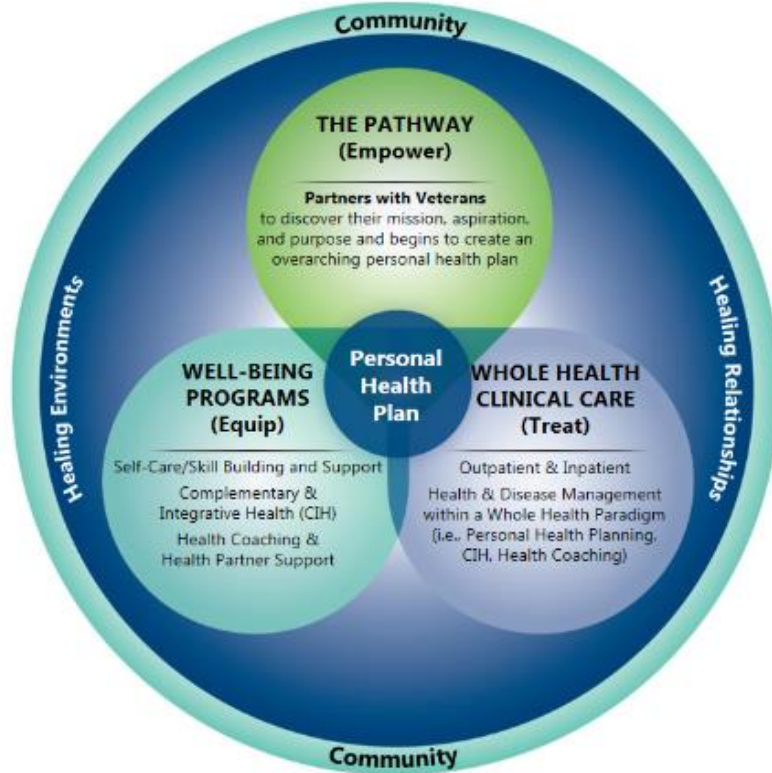 Community
THE PATHWAY
(Empower)
Partners with Veterans
to discover their mission, aspiration,
and purpose and begins to create an
overarching personal health plan
Healing Environments
Healing Relationships
Personal
Health
Plan
WELL-BEING
PROGRAMS
(Equip)
Self-Care/Skill Building and Support
Complementary &
Integrative Health (CIH)
Health Coaching &
Health Partner Support
WHOLE HEALTH
CLINICAL CARE
(Treat)
Outpatient & Inpatient
Health & Disease Management
within a Whole Health Paradigm
(i.e., Personal Health Planning,
CIH, Health Coaching)
Community